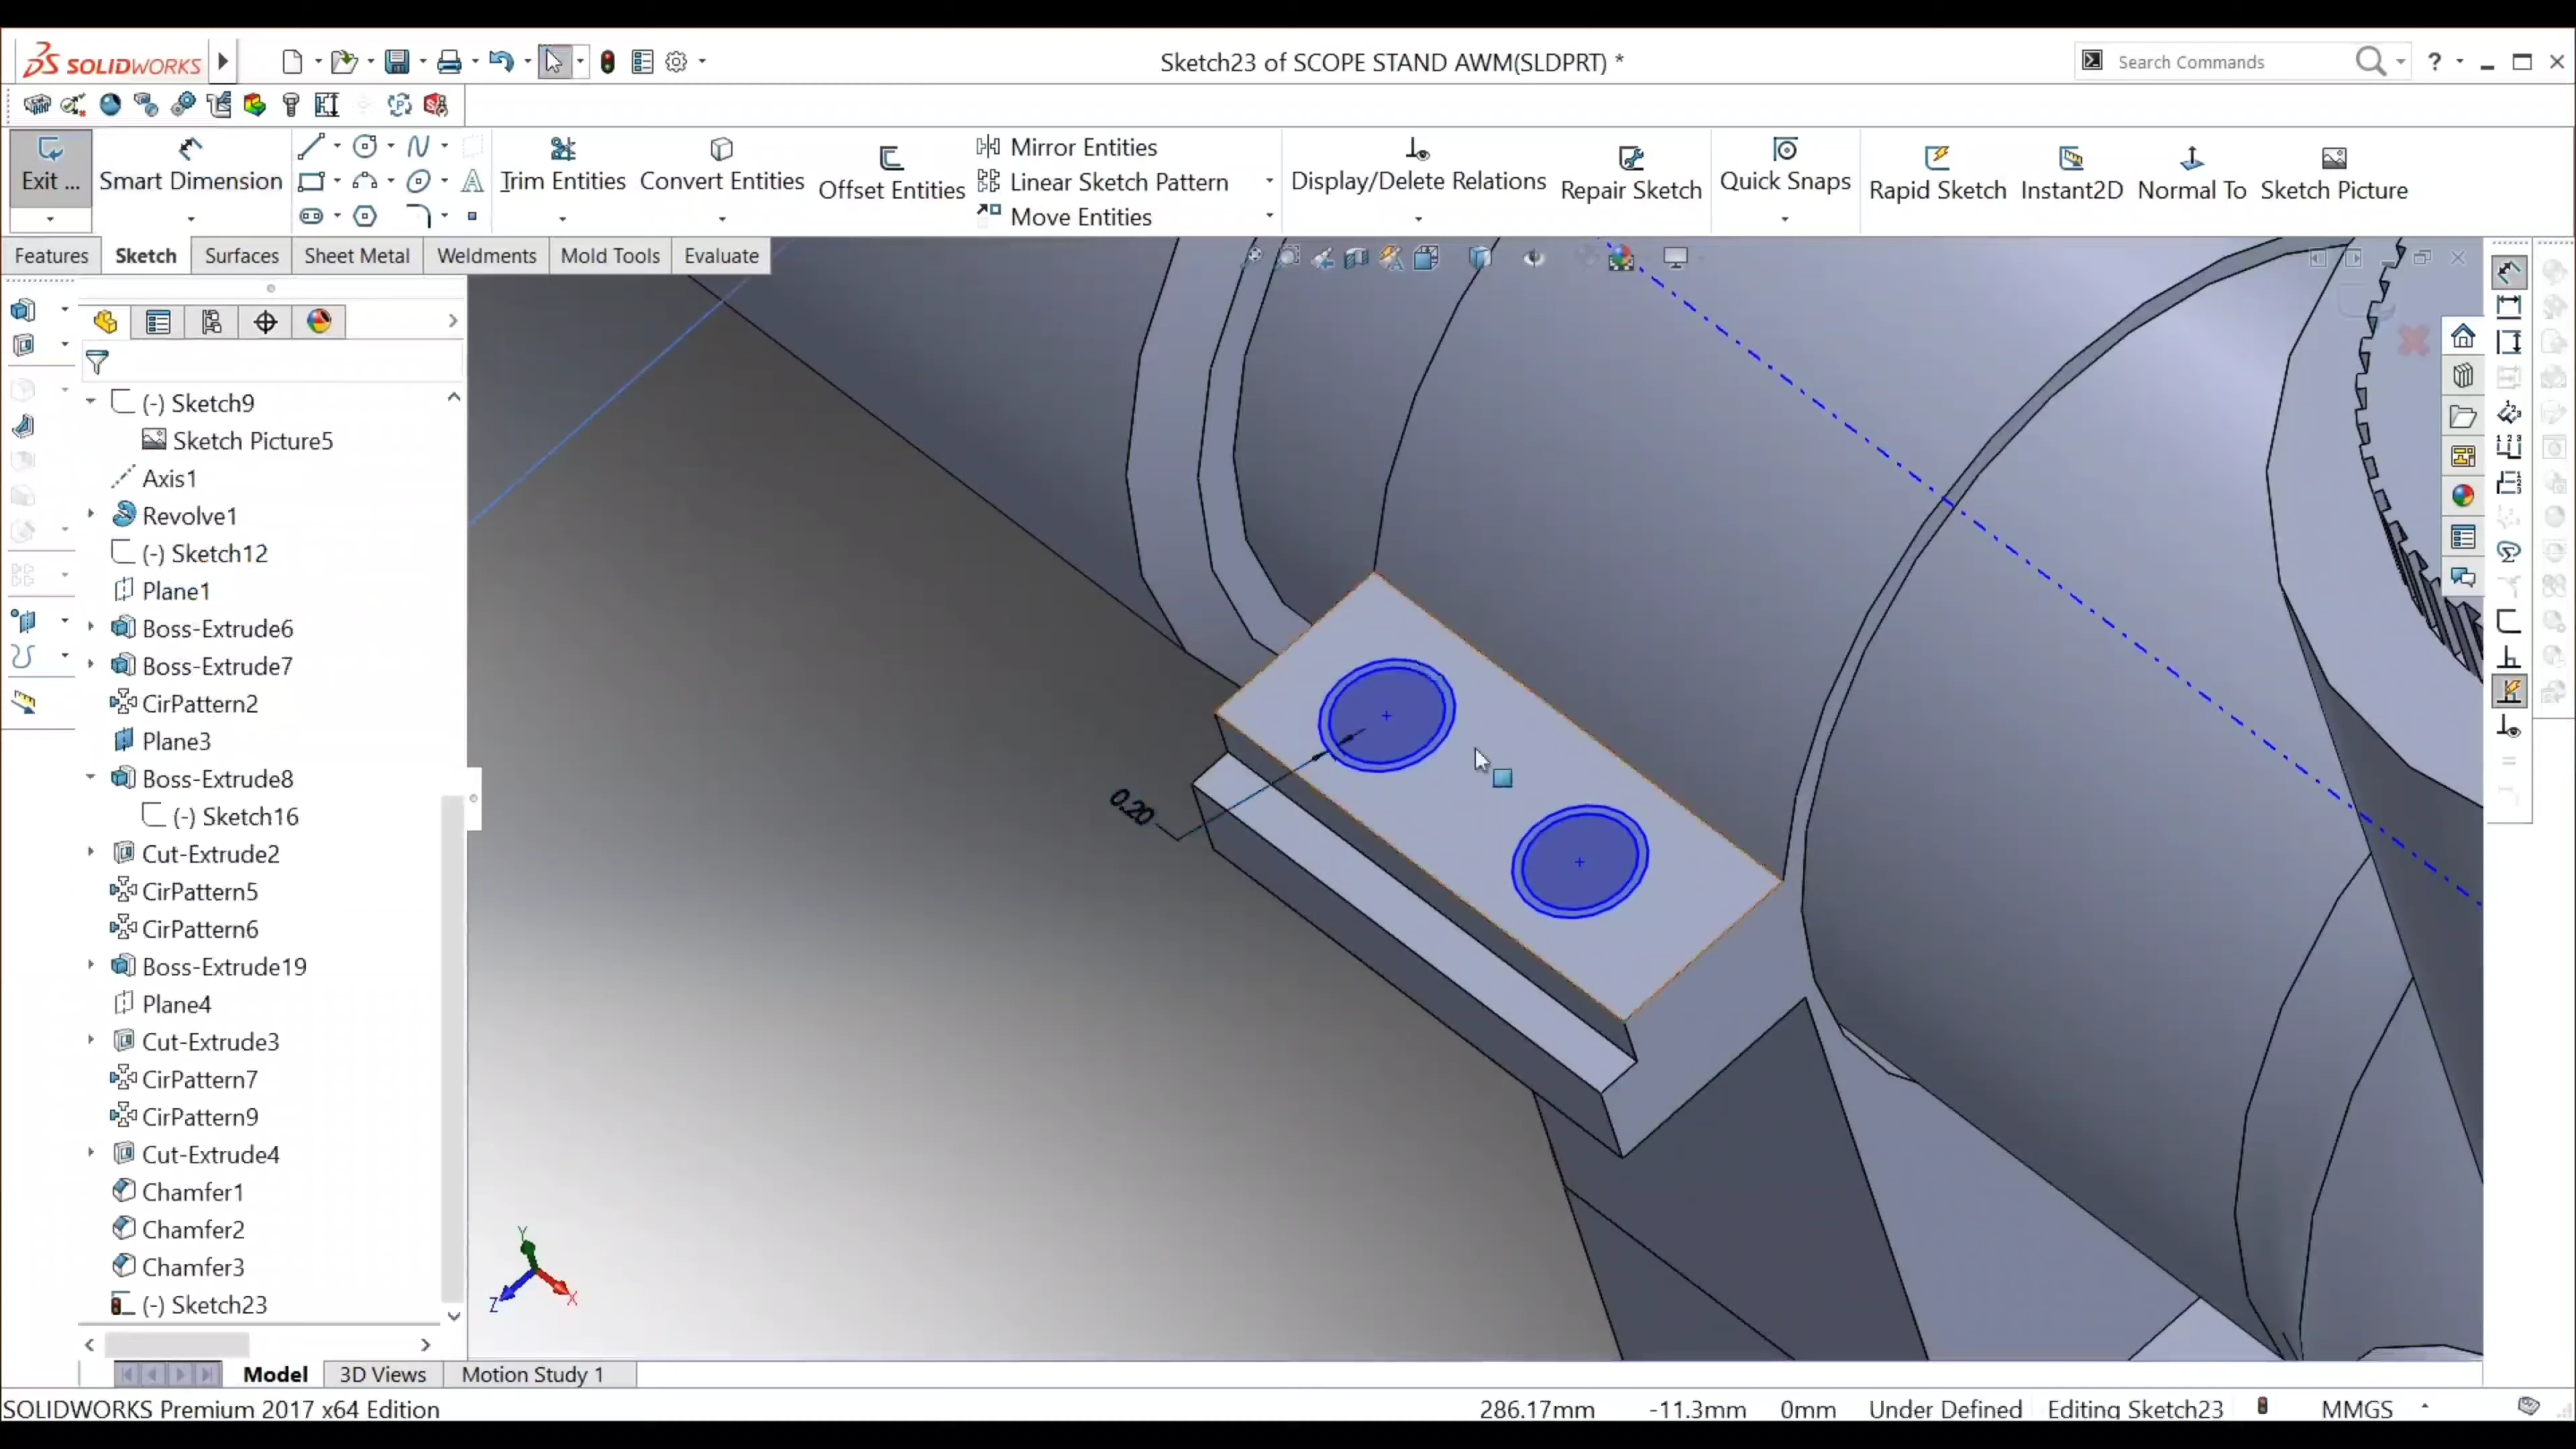 SOLIDWORKS
Sketch23 of SCOPE STAND AWM(SLDPRT) *
Search Commands
?
Exit ...
Smart Dimension
Trim Entities
Convert Entities
Offset Entities
Mirror Entities
Linear Sketch Pattern
Move Entities
Display/Delete Relations
Repair Sketch
Quick Snaps
Rapid Sketch
Instant2D
Normal To
Sketch Picture
Features
Sketch
Surfaces
Sheet Metal
Weldments
Mold Tools
Evaluate
(-) Sketch9
Sketch Picture5
Axis1
Revolve1
(-) Sketch12
Plane1
Boss-Extrude6
Boss-Extrude7
CirPattern2
Plane3
Boss-Extrude8
(-) Sketch16
Cut-Extrude2
CirPattern5
CirPattern6
Boss-Extrude19
Plane4
Cut-Extrude3
CirPattern7
CirPattern9
Cut-Extrude4
Chamfer1
Chamfer2
Chamfer3
(-) Sketch23
0.20
Y
Z
X
Model
3D Views
Motion Study 1
SOLIDWORKS Premium 2017 x64 Edition
286.17mm
-11.3mm
0mm
Under Defined
Editing Sketch23
MMGS